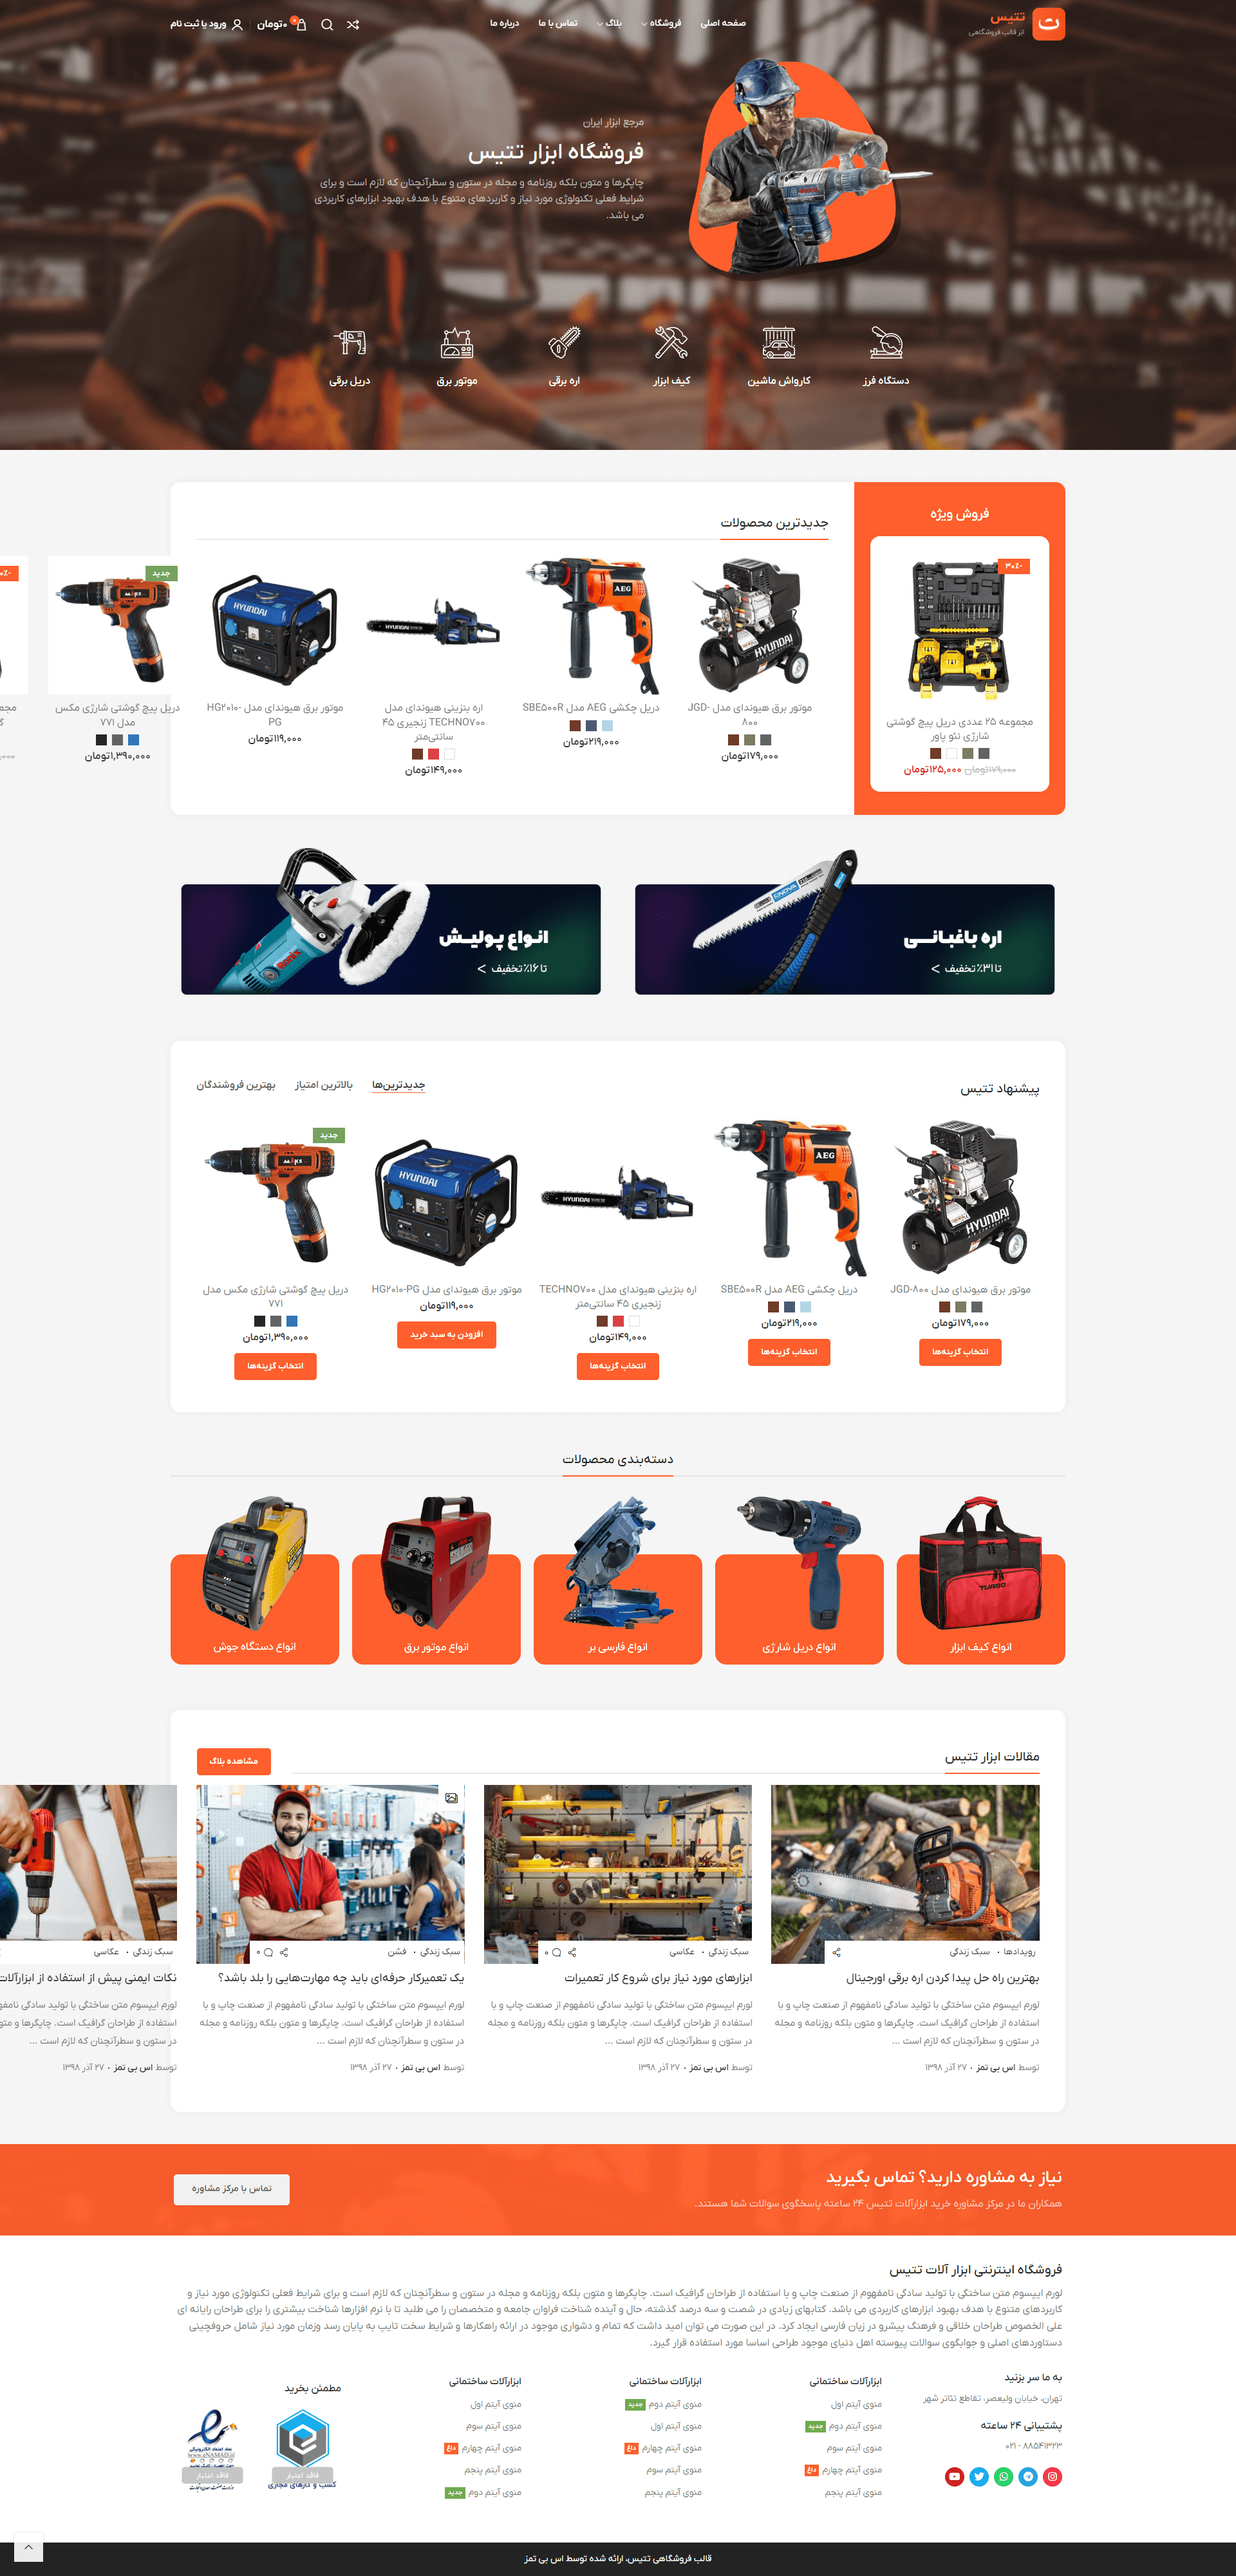 تتیس
ابر قالب فروشگاهی
صفحه اصلی
فروشگاه
بلاگ
تماس با ما
درباره ما
۰
۰تومان
ورود یا ثبت نام
مرجع ابزار ایران
فروشگاه ابزار تتیس
چاپگرها و متون بلکه روزنامه و مجله در ستون و سطرآنچنان که لازم است و برای
شرایط فعلی تکنولوژی مورد نیاز و کاربردهای متنوع با هدف بهبود ابزارهای کاربردی
می باشد.
دستگاه فرز
کارواش ماشین
کیف ابزار
اره برقی
موتور برق
دریل برقی
فروش ویژه
-۳۰٪
مجموعه ۲۵ عددی دریل پیچ گوشتی
شارژی نئو پاور
۱۷۹,۰۰۰تومان ۱۲۵,۰۰۰تومان
جدیدترین محصولات
HYUNDAI
موتور برق هیوندای مدل JGD-
۸۰۰
۱۷۹,۰۰۰تومان
AEG
دریل چکشی AEG مدل SBE۵۰۰R
۲۱۹,۰۰۰تومان
HYUNDAI
اره بنزینی هیوندای مدل
TECHNO۷۰۰ زنجیری ۴۵
سانتی‌متر
۱۴۹,۰۰۰تومان
HYUNDAI
موتور برق هیوندای مدل HG۲۰۱۰-
PG
۱۱۹,۰۰۰تومان
جدید
دریل پیچ گوشتی شارژی مکس
مدل ۷۷۱
۱,۳۹۰,۰۰۰تومان
اره باغبانـــی
تا ۳۱٪ تخفیف >
انـواع پولیــش
تا ۱۶٪ تخفیف >
Ronix
پیشنهاد تتیس
جدیدترین‌ها
بالاترین امتیاز
بهترین فروشندگان
HYUNDAI
موتور برق هیوندای مدل JGD-۸۰۰
۱۷۹,۰۰۰تومان
انتخاب گزینه‌ها
AEG
دریل چکشی AEG مدل SBE۵۰۰R
۲۱۹,۰۰۰تومان
انتخاب گزینه‌ها
HYUNDAI
اره بنزینی هیوندای مدل TECHNO۷۰۰
زنجیری ۴۵ سانتی‌متر
۱۴۹,۰۰۰تومان
انتخاب گزینه‌ها
HYUNDAI
موتور برق هیوندای مدل HG۲۰۱۰-PG
۱۱۹,۰۰۰تومان
افزودن به سبد خرید
جدید
دریل پیچ گوشتی شارژی مکس مدل
۷۷۱
۱,۳۹۰,۰۰۰تومان
انتخاب گزینه‌ها
دسته‌بندی محصولات
TURBO
انواع کیف ابزار
انواع دریل شارژی
انواع فارسی بر
انواع موتور برق
انواع دستگاه جوش
مقالات ابزار تتیس
مشاهده بلاگ
رویدادها • سبک زندگی
بهترین راه حل پیدا کردن اره برقی اورجینال
لورم ایپسوم متن ساختگی با تولید سادگی نامفهوم از صنعت چاپ و با
استفاده از طراحان گرافیک است. چاپگرها و متون بلکه روزنامه و مجله
در ستون و سطرآنچنان که لازم است ...
توسط اس بی تمز • ۲۷ آذر ۱۳۹۸
سبک زندگی • عکاسی
۰
ابزارهای مورد نیاز برای شروع کار تعمیرات
لورم ایپسوم متن ساختگی با تولید سادگی نامفهوم از صنعت چاپ و با
استفاده از طراحان گرافیک است. چاپگرها و متون بلکه روزنامه و مجله
در ستون و سطرآنچنان که لازم است ...
توسط اس بی تمز • ۲۷ آذر ۱۳۹۸
سبک زندگی • فشن
۰
یک تعمیرکار حرفه‌ای باید چه مهارت‌هایی را بلد باشد؟
لورم ایپسوم متن ساختگی با تولید سادگی نامفهوم از صنعت چاپ و با
استفاده از طراحان گرافیک است. چاپگرها و متون بلکه روزنامه و مجله
در ستون و سطرآنچنان که لازم است ...
توسط اس بی تمز • ۲۷ آذر ۱۳۹۸
سبک زندگی • عکاسی
نکات ایمنی پیش از استفاده از ابزارآلات
لورم ایپسوم متن ساختگی با تولید سادگی
استفاده از طراحان گرافیک است. چاپگرها و
در ستون و سطرآنچنان که لازم است ...
توسط اس بی تمز • ۲۷ آذر ۱۳۹۸
نیاز به مشاوره دارید؟ تماس بگیرید
همکاران ما در مرکز مشاوره خرید ابزارآلات تتیس ۲۴ ساعته پاسخگوی سوالات شما هستند.
تماس با مرکز مشاوره
فروشگاه اینترنتی ابزار آلات تتیس
لورم ایپسوم متن ساختگی با تولید سادگی نامفهوم از صنعت چاپ و با استفاده از طراحان گرافیک است. چاپگرها و متون بلکه روزنامه و مجله در ستون و سطرآنچنان که لازم است و برای شرایط فعلی تکنولوژی مورد نیاز و
کاربردهای متنوع با هدف بهبود ابزارهای کاربردی می باشد. کتابهای زیادی در شصت و سه درصد گذشته، حال و آینده شناخت فراوان جامعه و متخصصان را می طلبد تا با نرم افزارها شناخت بیشتری را برای طراحان رایانه ای
علی الخصوص طراحان خلاقی و فرهنگ پیشرو در زبان فارسی ایجاد کرد. در این صورت می توان امید داشت که تمام و دشواری موجود در ارائه راهکارها و شرایط سخت تایپ به پایان رسد وزمان مورد نیاز شامل حروفچینی
دستاوردهای اصلی و جوابگوی سوالات پیوسته اهل دنیای موجود طراحی اساسا مورد استفاده قرار گیرد.
به ما سر بزنید
تهران، خیابان ولیعصر، تقاطع تئاتر شهر
پشتیبانی ۲۴ ساعته
۰۲۱ - ۸۸۵۴۱۳۲۳
ابزارآلات ساختمانی
منوی آیتم اول
منوی آیتم دوم جدید
منوی آیتم سوم
منوی آیتم چهارم داغ
منوی آیتم پنجم
ابزارآلات ساختمانی
منوی آیتم دوم جدید
منوی آیتم اول
منوی آیتم چهارم داغ
منوی آیتم سوم
منوی آیتم پنجم
ابزارآلات ساختمانی
منوی آیتم اول
منوی آیتم سوم
منوی آیتم چهارم داغ
منوی آیتم پنجم
منوی آیتم دوم جدید
مطمئن بخرید
فاقد اعتبار
کسب و کارهای مجازی
نماد اعتماد الکترونیکی
www.eNAMAD.ir
فاقد اعتبار
قالب فروشگاهی تتیس، ارائه شده توسط اس بی تمز